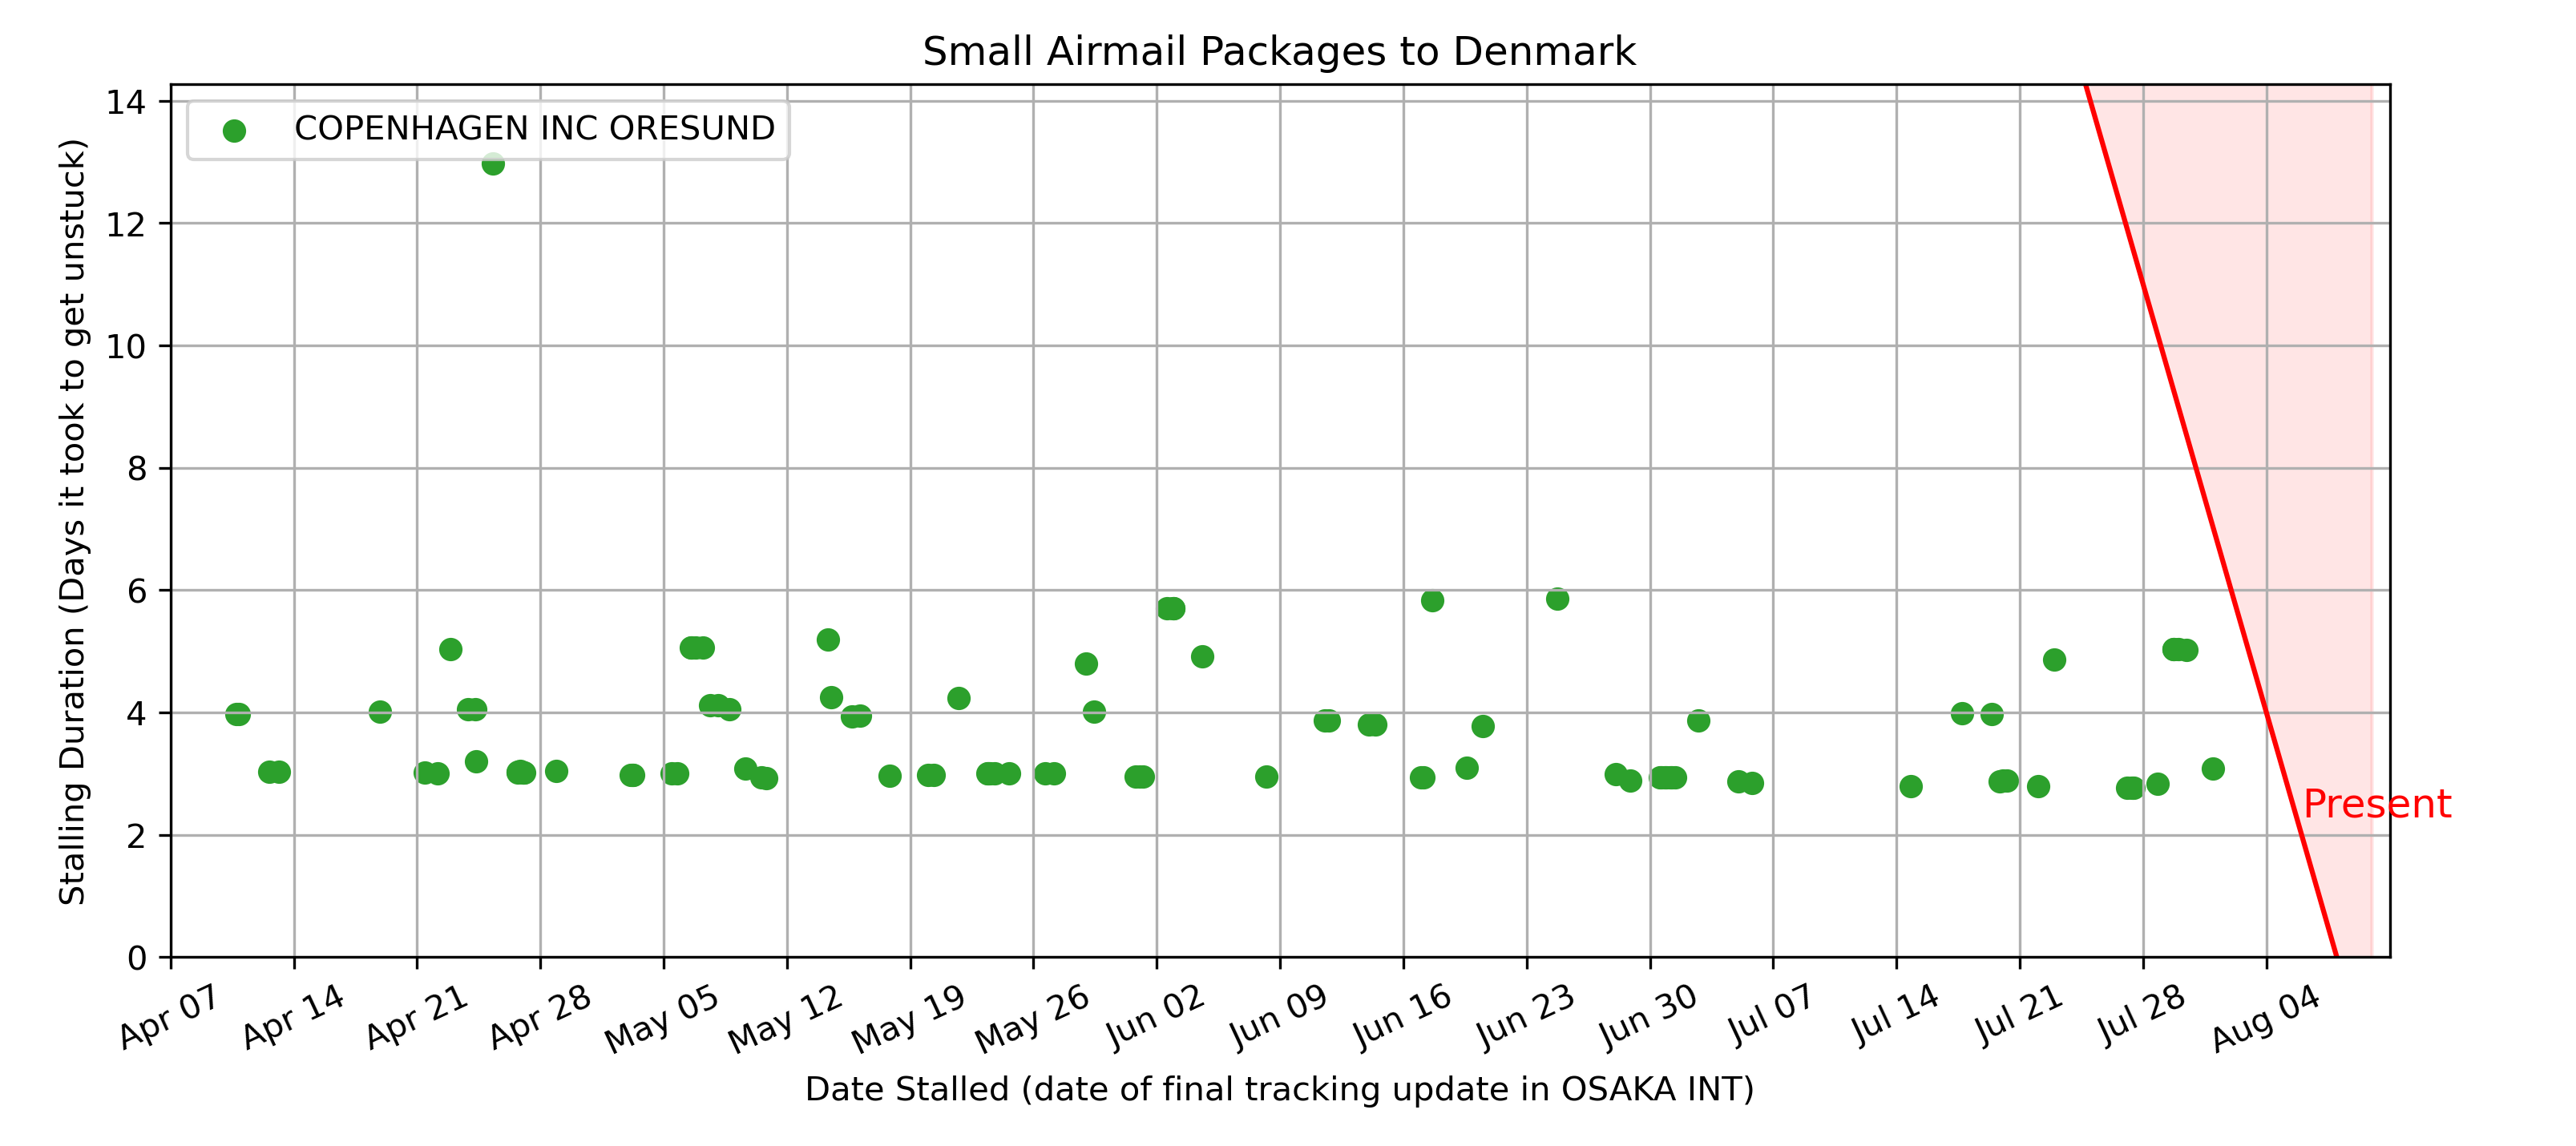 Small Airmail Packages to Denmark
COPENHAGEN INC ORESUND
Stalling Duration (Days it took to get unstuck)
14
12
10
8
6
4
2
0
Present
Apr 07
Apr 14
Apr 21
Apr 28
May 05
May 12
May 19
May 26
Jun 02
Jun 09
Jun 16
Jun 23
Jun 30
Jul 07
Jul 14
Jul 21
Jul 28
Aug 04
Date Stalled (date of final tracking update in OSAKA INT)